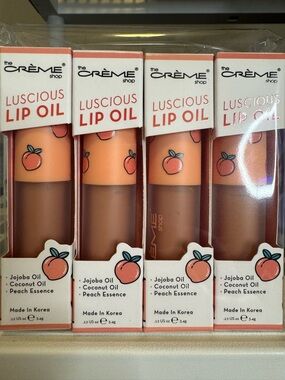 the
CRÈME®
shop
LUSCIOUS
LIP OIL
· Jojoba Oil
· Coconut Oil
· Peach Essence
Made In Korea
the
CRÈME®
shop
LUSCIOUS
LIP OIL
· Jojoba Oil
· Coconut Oil
· Peach Essence
Made In Korea
the
CRÈME®
shop
LUSCIOUS
LIP OIL
ÈME
shop
· Jojoba Oil
· Coconut Oil
· Peach Essence
Made In Korea
the
CRÈME®
shop
LUSCIOUS
LIP OIL
· Jojoba Oil
· Coconut Oil
· Peach Essence
Made In Korea